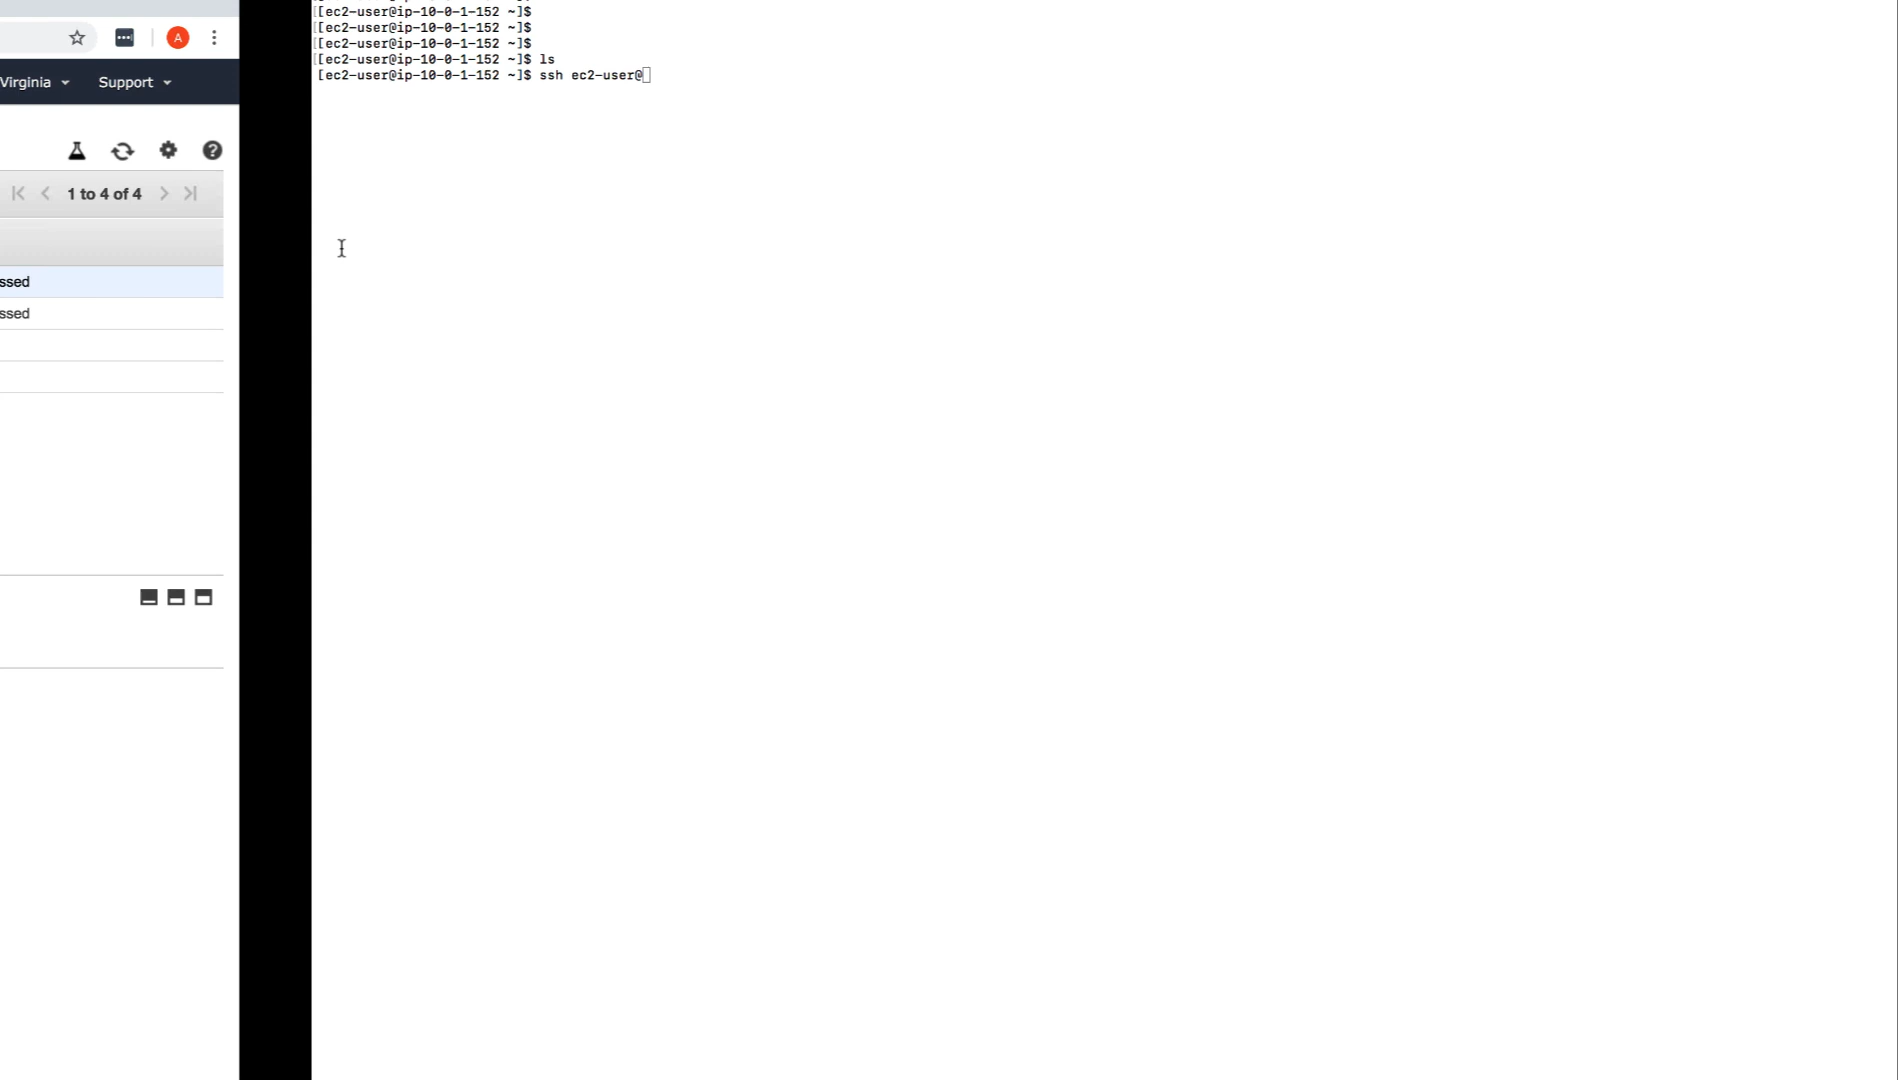 A
Virginia Support
1 to 4 of 4
ssed
ssed
[ec2-user@ip-10-0-1-152 ~]$
[ec2-user@ip-10-0-1-152 ~]$
[ec2-user@ip-10-0-1-152 ~]$
[ec2-user@ip-10-0-1-152 ~]$ ls
[ec2-user@ip-10-0-1-152 ~]$ ssh ec2-user@